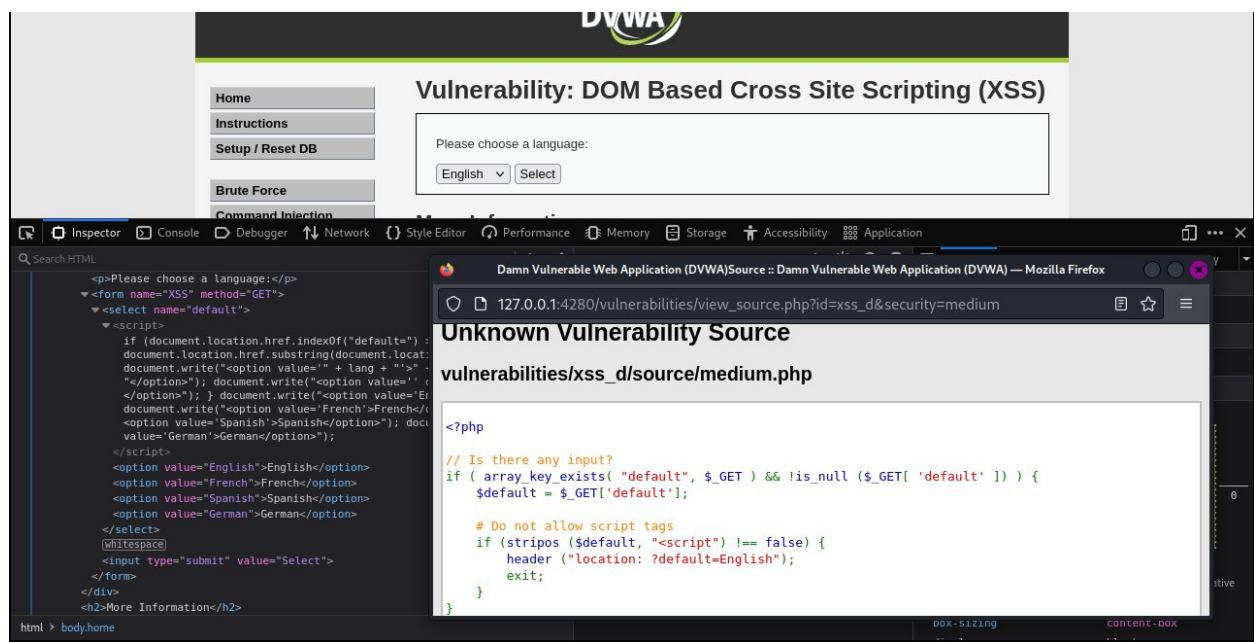 DVWA
Home
Instructions
Setup / Reset DB
Brute Force
Command Injection
Vulnerability: DOM Based Cross Site Scripting (XSS)
Please choose a language:
English Select
Inspector Console Debugger Network Style Editor Performance Memory Storage Accessibility Application
Search HTML
<p>Please choose a language:</p>
<form name="XSS" method="GET">
<select name="default">
<script>
if (document.location.href.indexOf("default=") >
document.location.href.substring(document.locat
document.write("<option value='" + lang + "'>" +
"</option>"); document.write("<option value='' d
</option>"); } document.write("<option value='En
document.write("<option value='French'>French</o
<option value='Spanish'>Spanish</option>"); docu
value='German'>German</option>");
</script>
<option value="English">English</option>
<option value="French">French</option>
<option value="Spanish">Spanish</option>
<option value="German">German</option>
</select>
whitespace
<input type="submit" value="Select">
</form>
</div>
<h2>More Information</h2>
html > body.home
Damn Vulnerable Web Application (DVWA)Source :: Damn Vulnerable Web Application (DVWA) — Mozilla Firefox
127.0.0.1:4280/vulnerabilities/view_source.php?id=xss_d&security=medium
Unknown Vulnerability Source
vulnerabilities/xss_d/source/medium.php
<?php
// Is there any input?
if ( array_key_exists( "default", $_GET ) && !is_null ($_GET[ 'default' ]) ) {
$default = $_GET['default'];
# Do not allow script tags
if (stripos ($default, "<script") !== false) {
header ("location: ?default=English");
exit;
}
}
0
box-sizing content-box